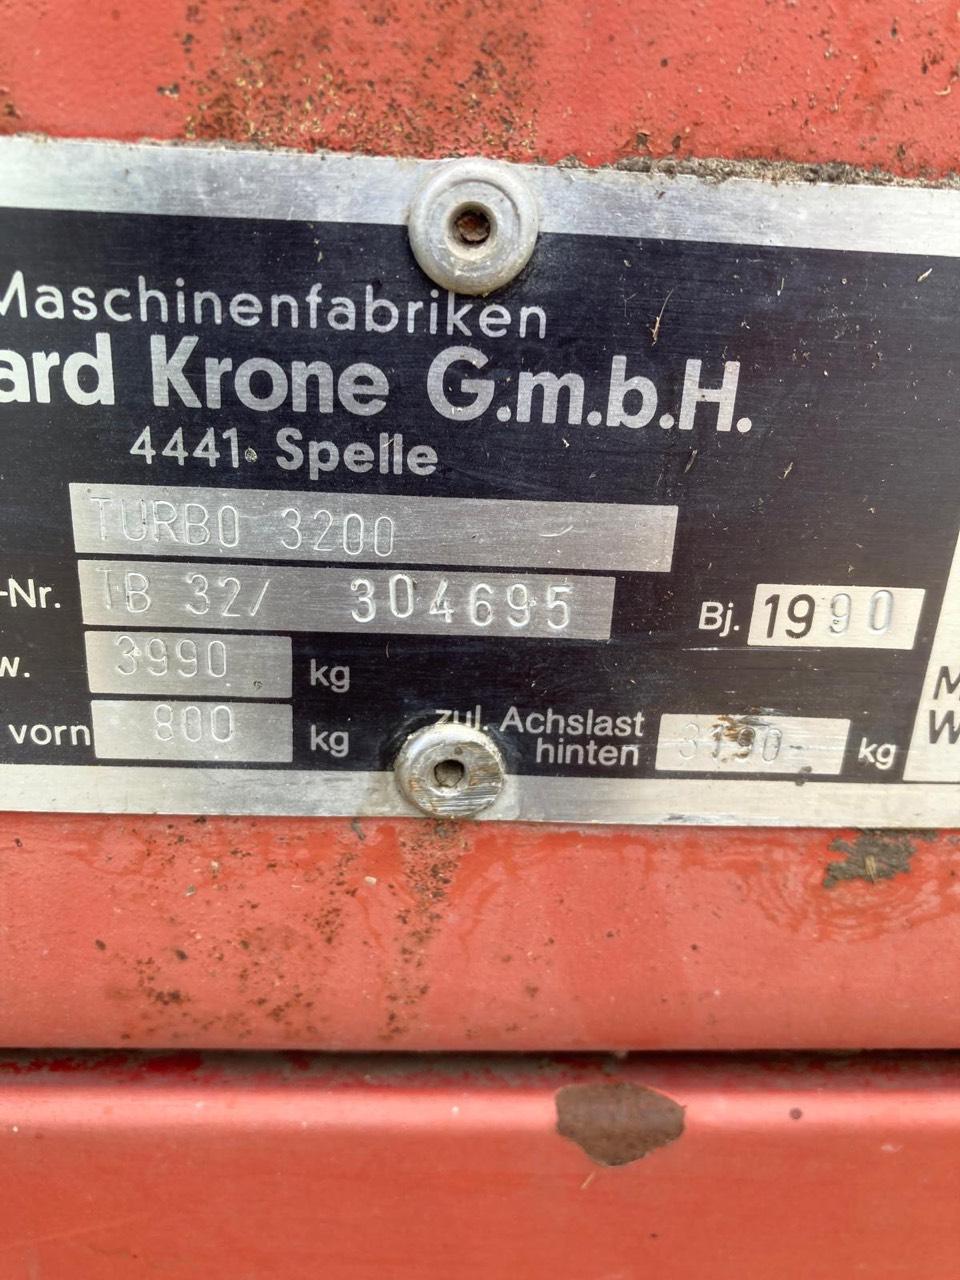 Maschinenfabriken
ard Krone G.m.b.H.
4441 Spelle
TURBO 3200
-Nr. TB 32/ 304695 Bj. 1990
w. 3990 kg
vorn 800 kg zul. Achslast hinten 3190 kg
M
W